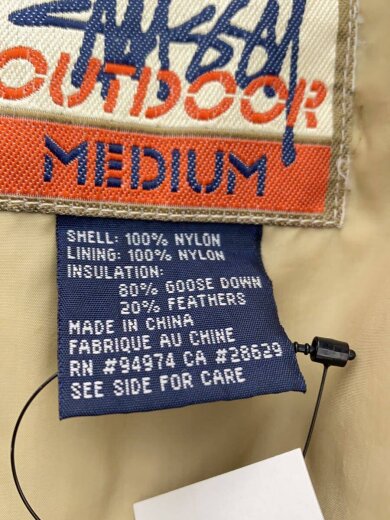 STUSSY
OUTDOOR
MEDIUM
SHELL: 100% NYLON
LINING: 100% NYLON
INSULATION:
80% GOOSE DOWN
20% FEATHERS
MADE IN CHINA
FABRIQUE AU CHINE
RN #94974 CA #28629
SEE SIDE FOR CARE